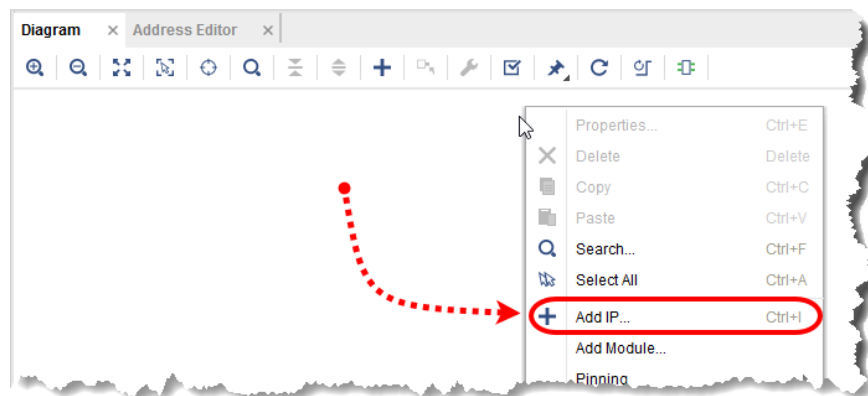 Diagram × Address Editor ×
Properties... Ctrl+E
Delete Delete
Copy Ctrl+C
Paste Ctrl+V
Search... Ctrl+F
Select All Ctrl+A
Add IP... Ctrl+I
Add Module...
Pinning